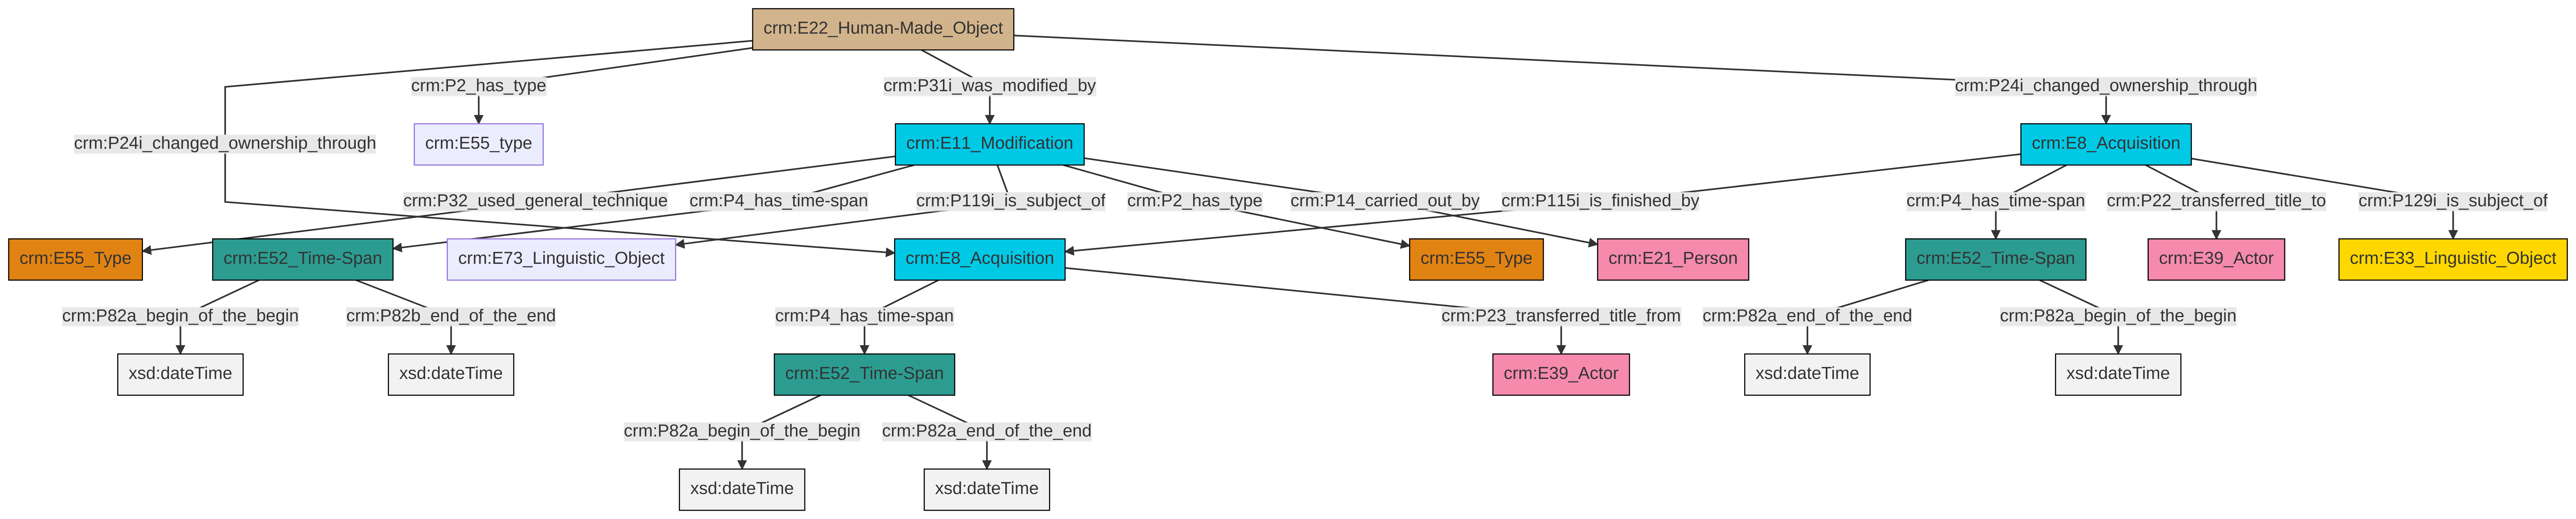 crm:E22_Human-Made_Object
crm:P2_has_type
crm:P31i_was_modified_by
crm:P24i_changed_ownership_through
crm:P24i_changed_ownership_through
crm:E55_type
crm:E11_Modification
crm:E8_Acquisition
crm:P32_used_general_technique
crm:P4_has_time-span
crm:P119i_is_subject_of
crm:P2_has_type
crm:P14_carried_out_by
crm:P115i_is_finished_by
crm:P4_has_time-span
crm:P22_transferred_title_to
crm:P129i_is_subject_of
crm:E55_Type
crm:E52_Time-Span
crm:E73_Linguistic_Object
crm:E8_Acquisition
crm:E55_Type
crm:E21_Person
crm:E52_Time-Span
crm:E39_Actor
crm:E33_Linguistic_Object
crm:P82a_begin_of_the_begin
crm:P82b_end_of_the_end
crm:P4_has_time-span
crm:P23_transferred_title_from
crm:P82a_end_of_the_end
crm:P82a_begin_of_the_begin
xsd:dateTime
xsd:dateTime
crm:E52_Time-Span
crm:E39_Actor
xsd:dateTime
xsd:dateTime
crm:P82a_begin_of_the_begin
crm:P82a_end_of_the_end
xsd:dateTime
xsd:dateTime